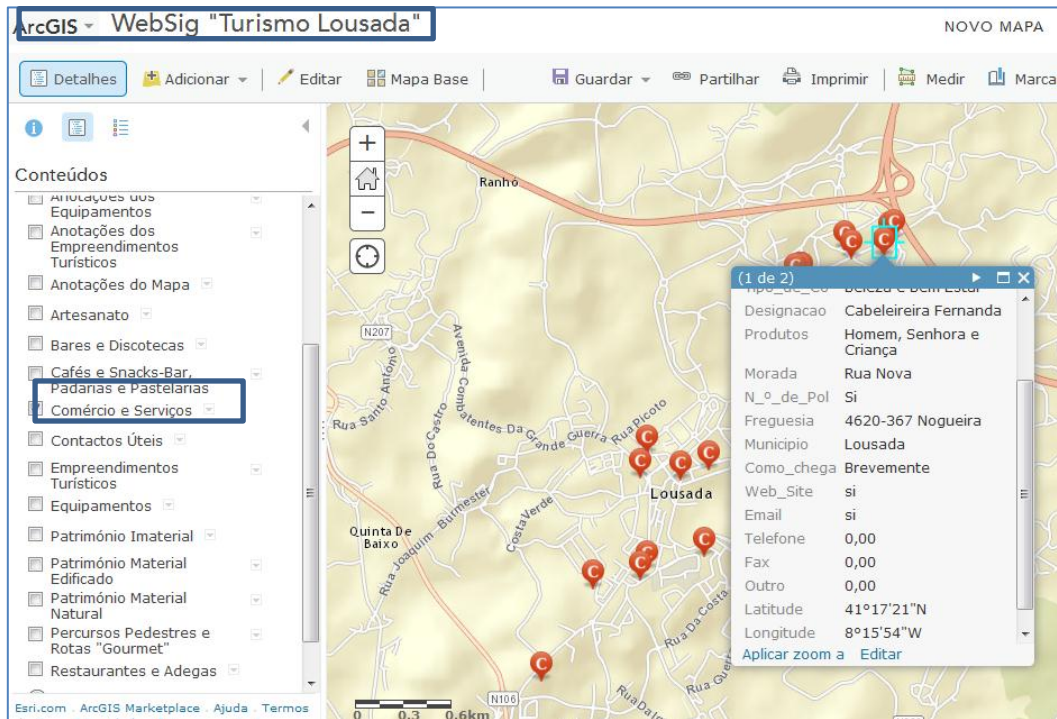 ArcGIS WebSig "Turismo Lousada" NOVO MAPA
Detalhes Adicionar Editar Mapa Base Guardar Partilhar Imprimir Medir Marca
Conteúdos
Anotações dos
Equipamentos
Anotações dos
Empreendimentos
Turísticos
Anotações do Mapa
Artesanato
Bares e Discotecas
Cafés e Snacks-Bar,
Padarias e Pastelarias
Comércio e Serviços
Contactos Úteis
Empreendimentos
Turísticos
Equipamentos
Património Imaterial
Património Material
Edificado
Património Material
Natural
Percursos Pedestres e
Rotas "Gourmet"
Restaurantes e Adegas
Esri.com . ArcGIS Marketplace . Ajuda . Termos
Ranhó
N207
Avenida Combatentes Da Grande Guerra
Rua Santo António
Rua Do Castro
Rua Picoto
Lousada
Quinta De
Baixo
Rua Joaquim Burmester
Costa Verde
Rua Da Costa
N106
0 0.3 0.6km
(1 de 2)
Tipo_de_Co Beleza e Bem Estar
Designacao Cabeleireira Fernanda
Produtos Homem, Senhora e
Criança
Morada Rua Nova
N_º_de_Pol Si
Freguesia 4620-367 Nogueira
Municipio Lousada
Como_chega Brevemente
Web_Site si
Email si
Telefone 0,00
Fax 0,00
Outro 0,00
Latitude 41°17'21"N
Longitude 8°15'54"W
Aplicar zoom a Editar